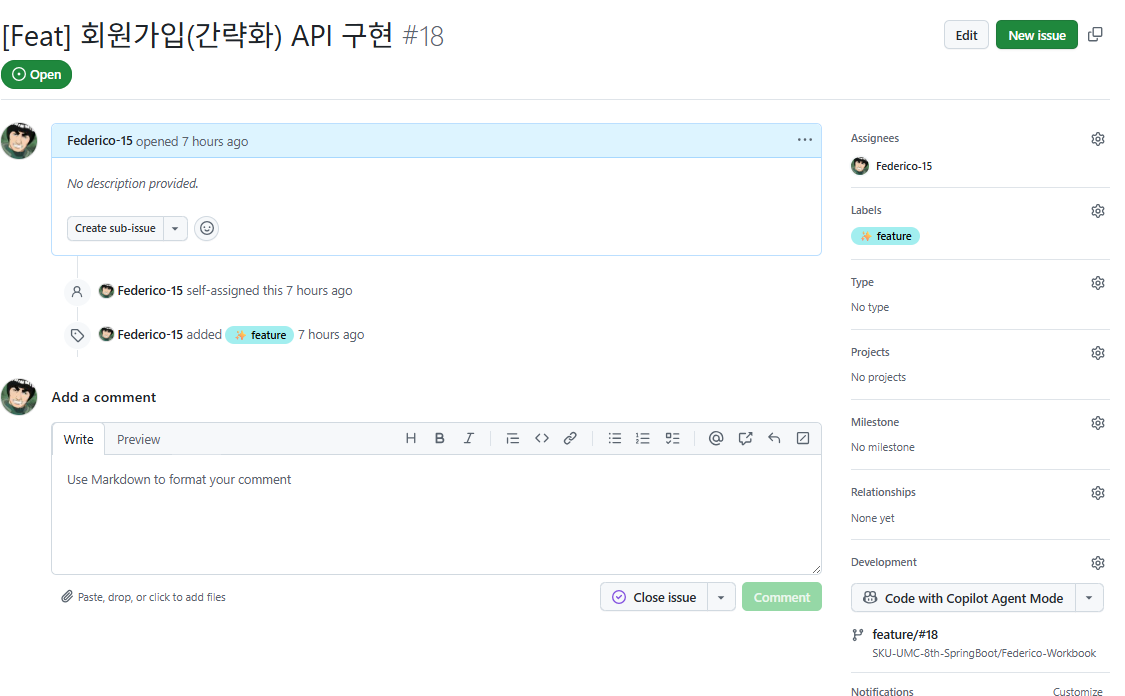 [Feat] 회원가입(간략화) API 구현 #18
Edit
New issue
Open
Federico-15 opened 7 hours ago
No description provided.
Create sub-issue
Federico-15 self-assigned this 7 hours ago
Federico-15 added ✨ feature 7 hours ago
Add a comment
Write Preview
Use Markdown to format your comment
Paste, drop, or click to add files
Close issue
Comment
Assignees
Federico-15
Labels
✨ feature
Type
No type
Projects
No projects
Milestone
No milestone
Relationships
None yet
Development
Code with Copilot Agent Mode
feature/#18
SKU-UMC-8th-SpringBoot/Federico-Workbook
Notifications Customize